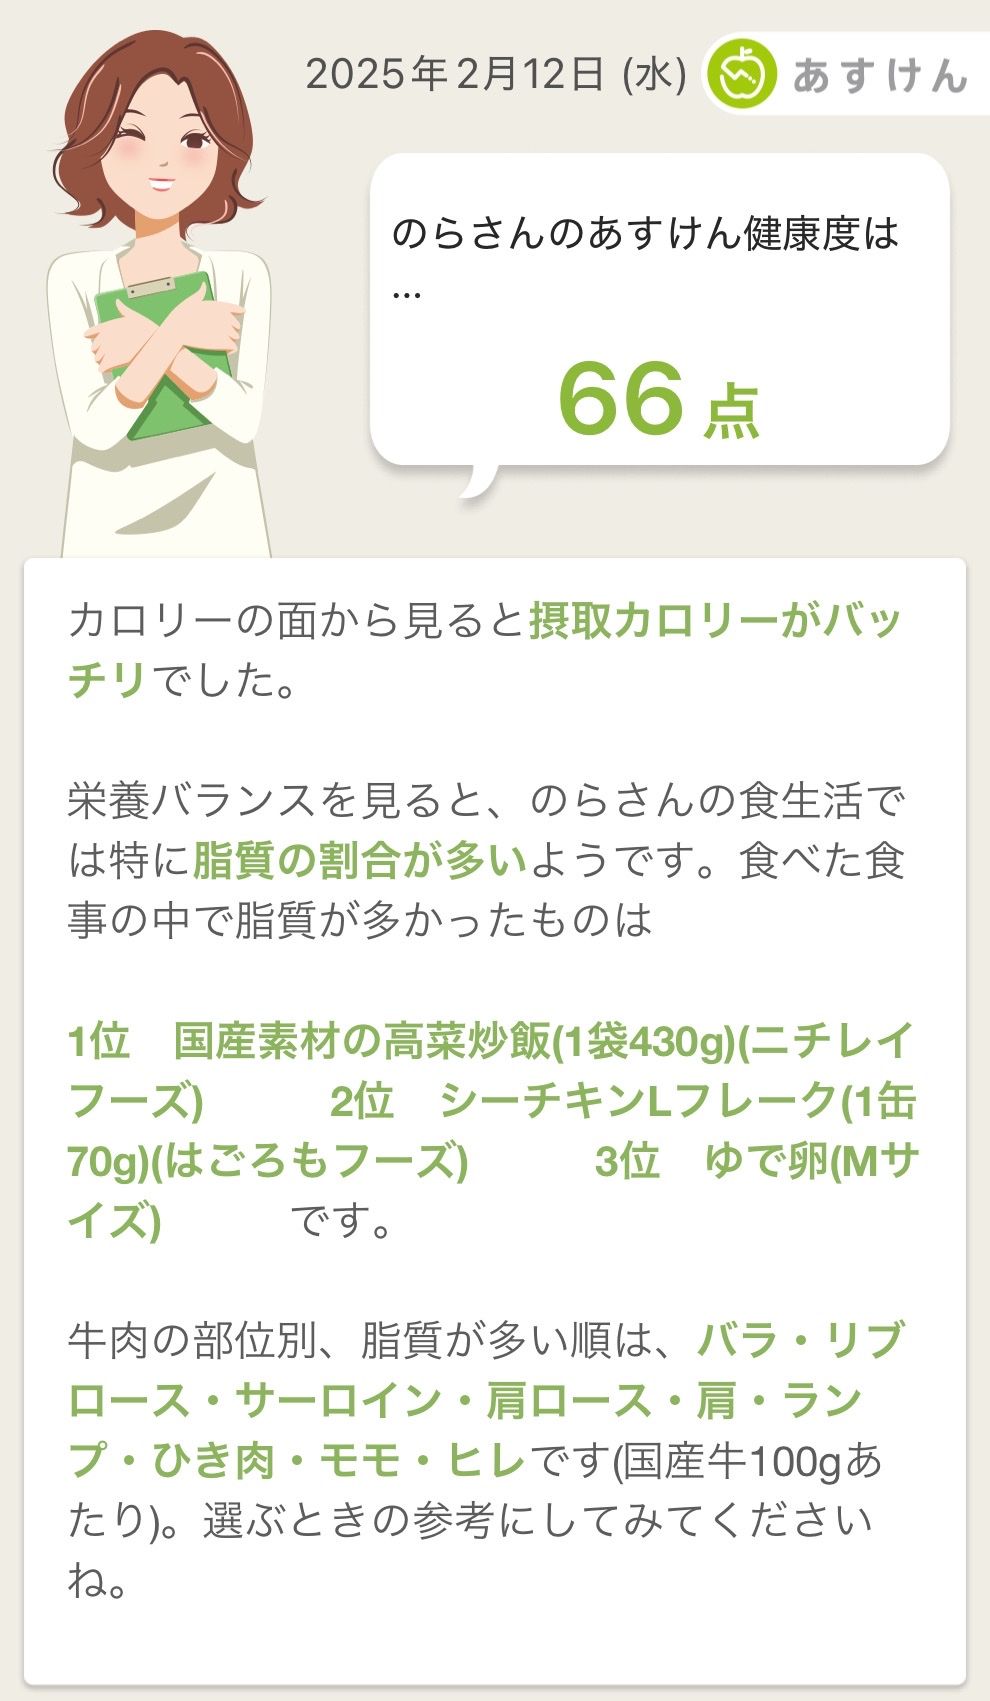 2025年2月12日 (水)
あすけん
のらさんのあすけん健康度は
…
66 点
カロリーの面から見ると摂取カロリーがバッ
チリでした。
栄養バランスを見ると、のらさんの食生活で
は特に脂質の割合が多いようです。食べた食
事の中で脂質が多かったものは
1位　国産素材の高菜炒飯(1袋430g)(ニチレイ
フーズ)　　　2位　シーチキンLフレーク(1缶
70g)(はごろもフーズ)　　　3位　ゆで卵(Mサ
イズ)　　　です。
牛肉の部位別、脂質が多い順は、バラ・リブ
ロース・サーロイン・肩ロース・肩・ラン
プ・ひき肉・モモ・ヒレです(国産牛100gあ
たり)。選ぶときの参考にしてみてください
ね。